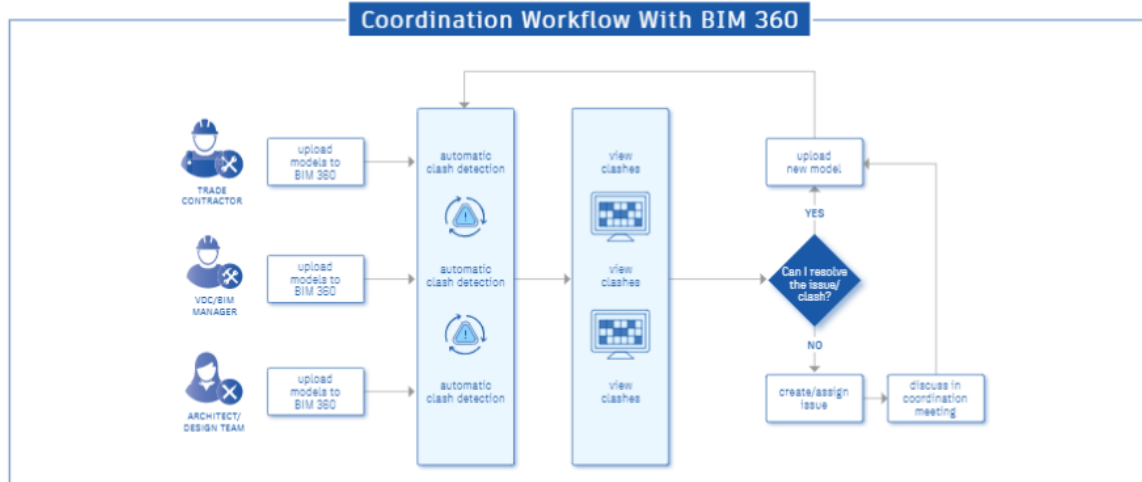 Coordination Workflow With BIM 360
TRADE
CONTRACTOR
upload
models to
BIM 360
automatic
clash detection
view
clashes
upload
new model
YES
VDC/BIM
MANAGER
upload
models to
BIM 360
automatic
clash detection
view
clashes
Can I resolve
the issue/
clash?
NO
ARCHITECT/
DESIGN TEAM
upload
models to
BIM 360
automatic
clash detection
view
clashes
create/assign
issue
discuss in
coordination
meeting